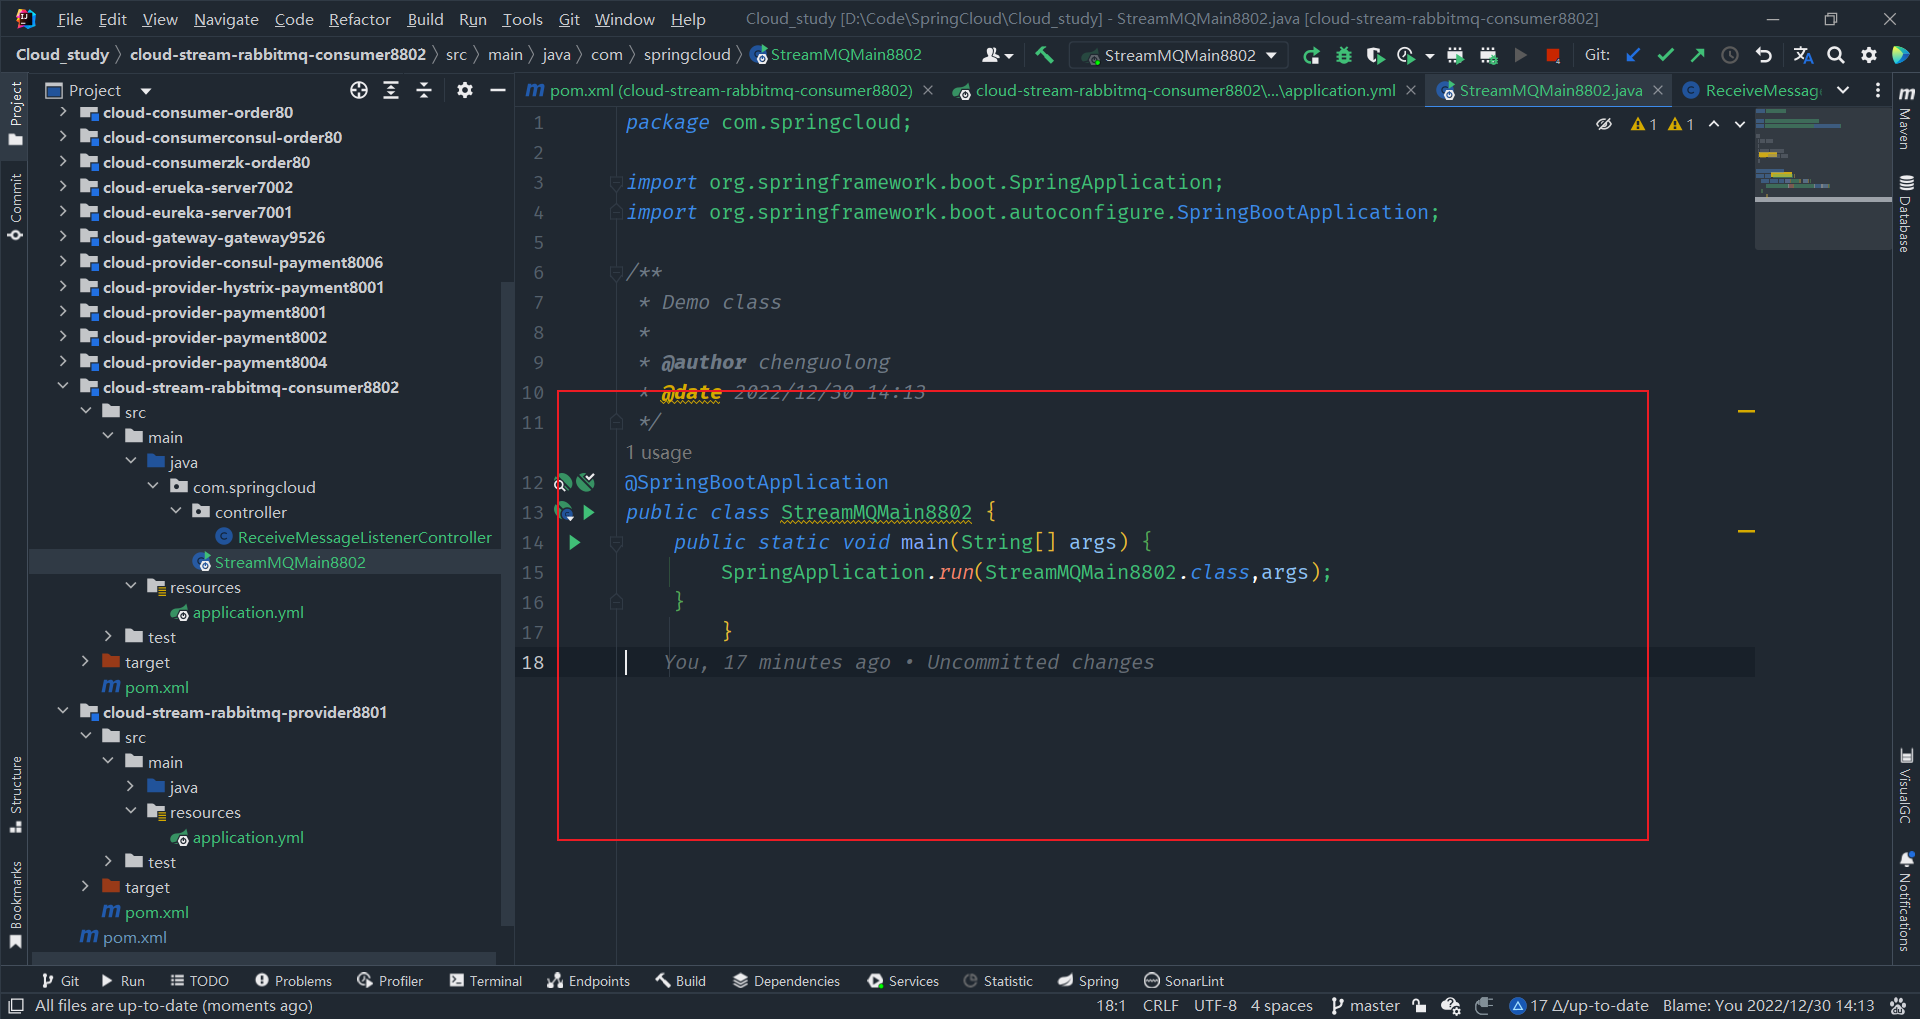 File Edit View Navigate Code Refactor Build Run Tools Git Window Help Cloud_study [D:\Code\SpringCloud\Cloud_study] - StreamMQMain8802.java [cloud-stream-rabbitmq-consumer8802]
Cloud_study cloud-stream-rabbitmq-consumer8802 src main java com springcloud StreamMQMain8802 StreamMQMain8802 Git:
Project
pom.xml (cloud-stream-rabbitmq-consumer8802) cloud-stream-rabbitmq-consumer8802\...\application.yml StreamMQMain8802.java ReceiveMessag
cloud-consumer-order80
cloud-consumerconsul-order80
cloud-consumerzk-order80
cloud-erueka-server7002
cloud-eureka-server7001
cloud-gateway-gateway9526
cloud-provider-consul-payment8006
cloud-provider-hystrix-payment8001
cloud-provider-payment8001
cloud-provider-payment8002
cloud-provider-payment8004
cloud-stream-rabbitmq-consumer8802
src
main
java
com.springcloud
controller
ReceiveMessageListenerController
StreamMQMain8802
resources
application.yml
test
target
pom.xml
cloud-stream-rabbitmq-provider8801
src
main
java
resources
application.yml
test
target
pom.xml
pom.xml
Project
Commit
Structure
Bookmarks
1 package com.springcloud;
2
3 import org.springframework.boot.SpringApplication;
4 import org.springframework.boot.autoconfigure.SpringBootApplication;
5
6 /**
7 * Demo class
8 *
9 * @author chenguolong
10 * @date 2022/12/30 14:13
11 */
1 usage
12 @SpringBootApplication
13 public class StreamMQMain8802 {
14 public static void main(String[] args) {
15 SpringApplication.run(StreamMQMain8802.class,args);
16 }
17 }
18 You, 17 minutes ago • Uncommitted changes
1 1
Maven
Database
VisualGC
Notifications
Git Run TODO Problems Profiler Terminal Endpoints Build Dependencies Services Statistic Spring SonarLint
All files are up-to-date (moments ago) 18:1 CRLF UTF-8 4 spaces master 17 Δ/up-to-date Blame: You 2022/12/30 14:13